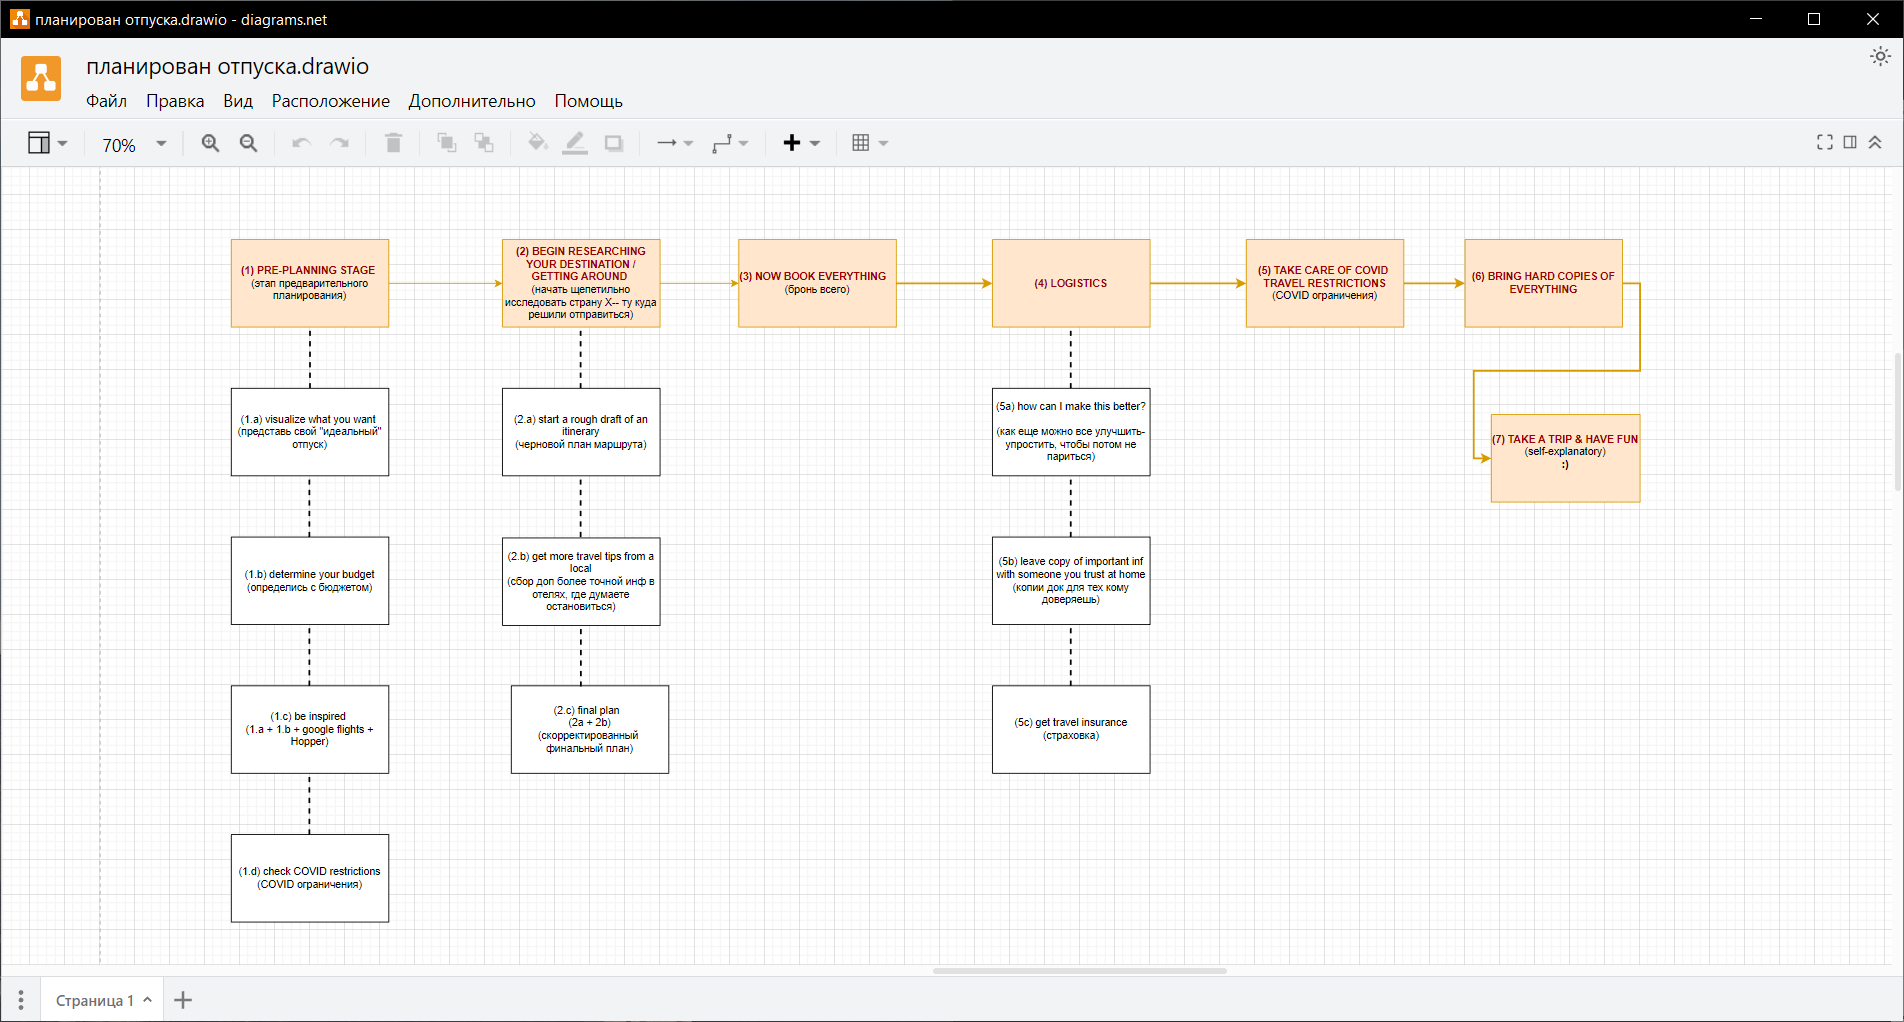 планирован отпуска.drawio - diagrams.net
планирован отпуска.drawio
Файл Правка Вид Расположение Дополнительно Помощь
70%
(1) PRE-PLANNING STAGE
(этап предварительного
планирования)
(2) BEGIN RESEARCHING
YOUR DESTINATION /
GETTING AROUND
(начать щепетильно
исследовать страну X-- ту куда
решили отправиться)
(3) NOW BOOK EVERYTHING
(бронь всего)
(4) LOGISTICS
(5) TAKE CARE OF COVID
TRAVEL RESTRICTIONS
(COVID ограничения)
(6) BRING HARD COPIES OF
EVERYTHING
(7) TAKE A TRIP & HAVE FUN
(self-explanatory)
:)
(1.a) visualize what you want
(представь свой "идеальный"
отпуск)
(2.a) start a rough draft of an
itinerary
(черновой план маршрута)
(5a) how can I make this better?
(как еще можно все улучшить-
упростить, чтобы потом не
париться)
(1.b) determine your budget
(определись с бюджетом)
(2.b) get more travel tips from a
local
(сбор доп более точной инф в
отелях, где думаете
остановиться)
(5b) leave copy of important inf
with someone you trust at home
(копии док для тех кому
доверяешь)
(1.c) be inspired
(1.a + 1.b + google flights +
Hopper)
(2.c) final plan
(2a + 2b)
(скорректированный
финальный план)
(5c) get travel insurance
(страховка)
(1.d) check COVID restrictions
(COVID ограничения)
Страница 1